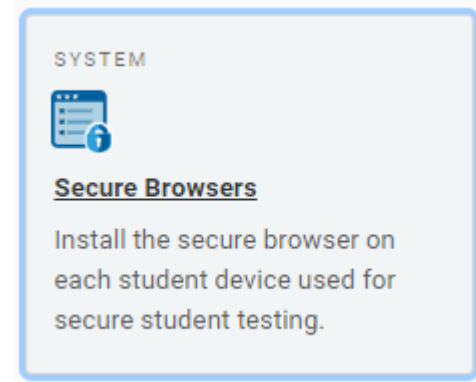 SYSTEM
Secure Browsers
Install the secure browser on
each student device used for
secure student testing.